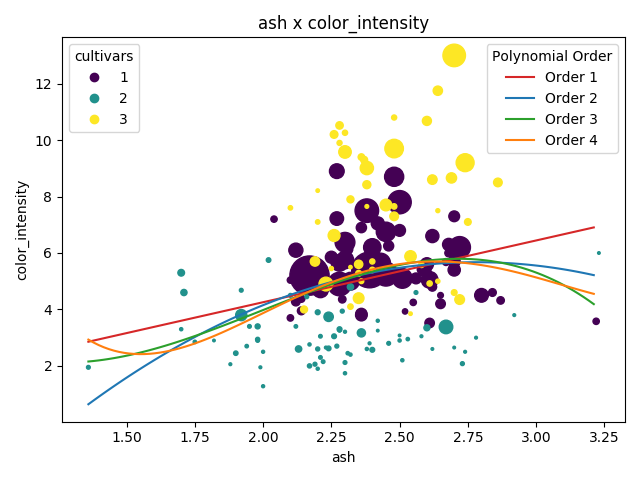 ash x color_intensity
cultivars
1
2
3
Polynomial Order
Order 1
Order 2
Order 3
Order 4
color_intensity
12
10
8
6
4
2
1.50
1.75
2.00
2.25
2.50
2.75
3.00
3.25
ash